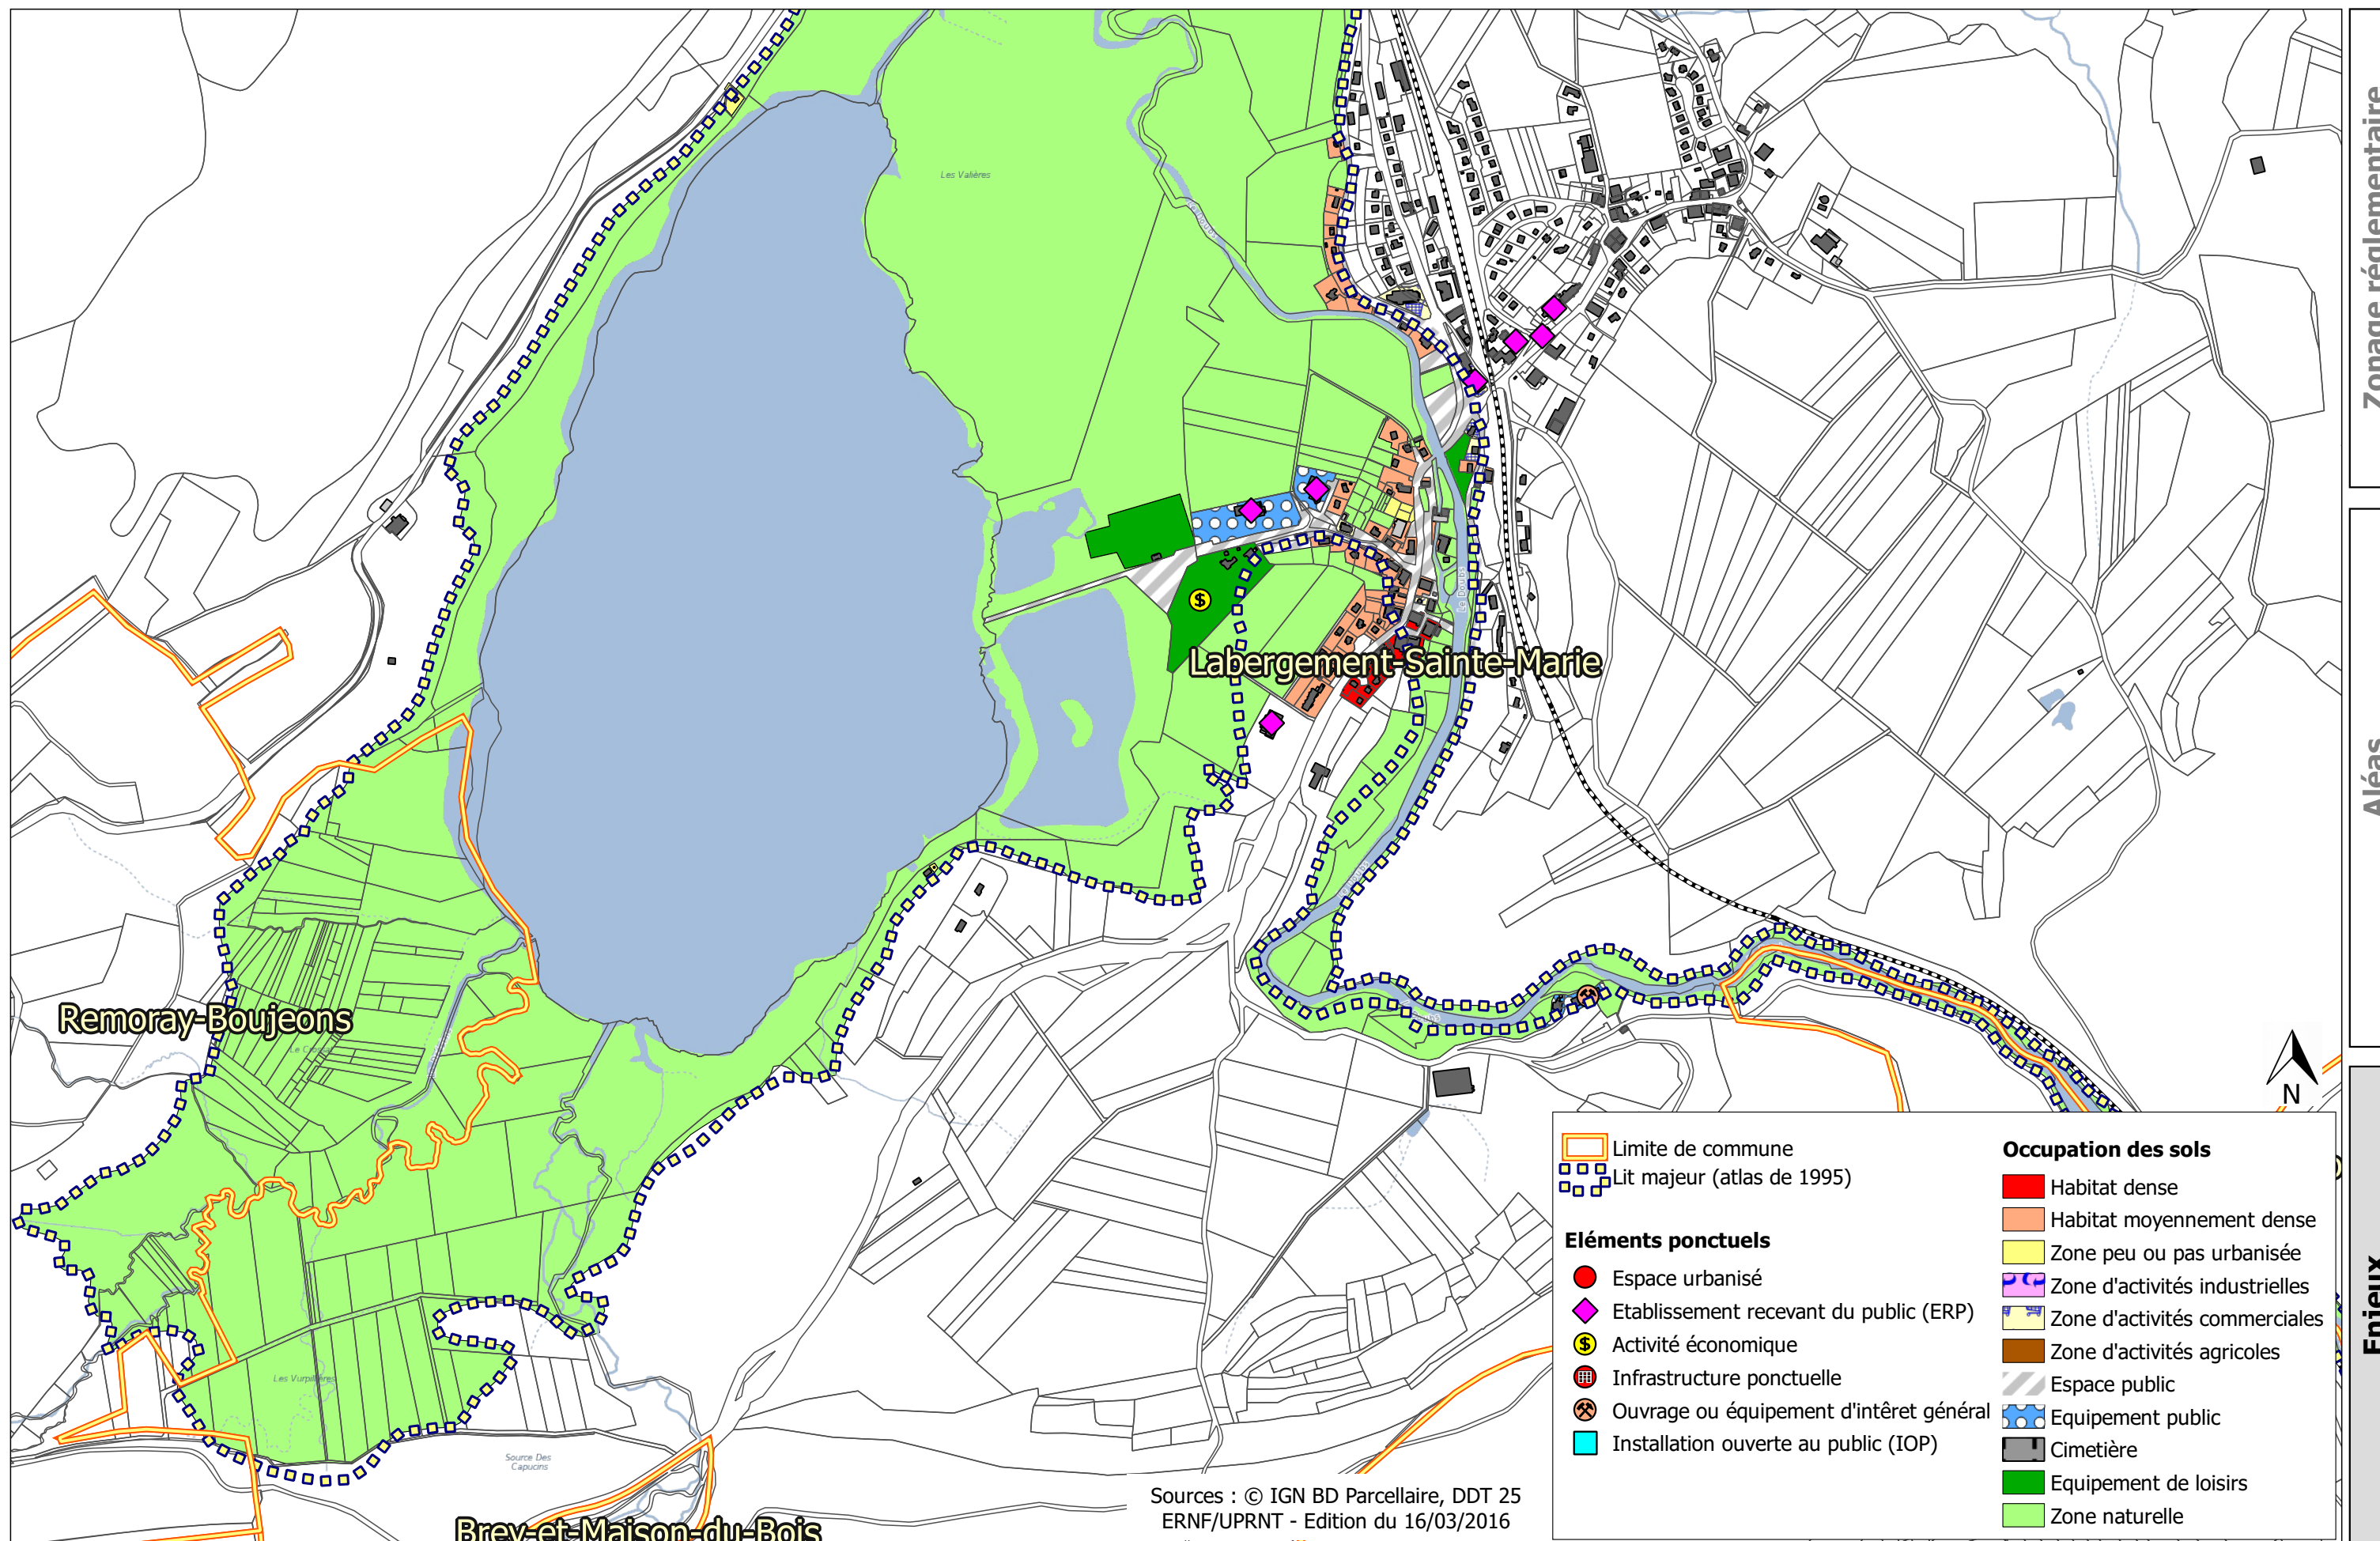 Les Valières
Le Doubs
Le Doubs
Labergement-Sainte-Marie
Remoray-Boujeons
Les Vurpillères
Source Des
Capucins
Brey-et-Maison-du-Bois
N
Sources : © IGN BD Parcellaire, DDT 25
ERNF/UPRNT - Edition du 16/03/2016
Limite de commune
Lit majeur (atlas de 1995)
Eléments ponctuels
Espace urbanisé
Etablissement recevant du public (ERP)
Activité économique
Infrastructure ponctuelle
Ouvrage ou équipement d'intêret général
Installation ouverte au public (IOP)
Occupation des sols
Habitat dense
Habitat moyennement dense
Zone peu ou pas urbanisée
Zone d'activités industrielles
Zone d'activités commerciales
Zone d'activités agricoles
Espace public
Equipement public
Cimetière
Equipement de loisirs
Zone naturelle
Zonage réglementaire
Aléas
Enjeux